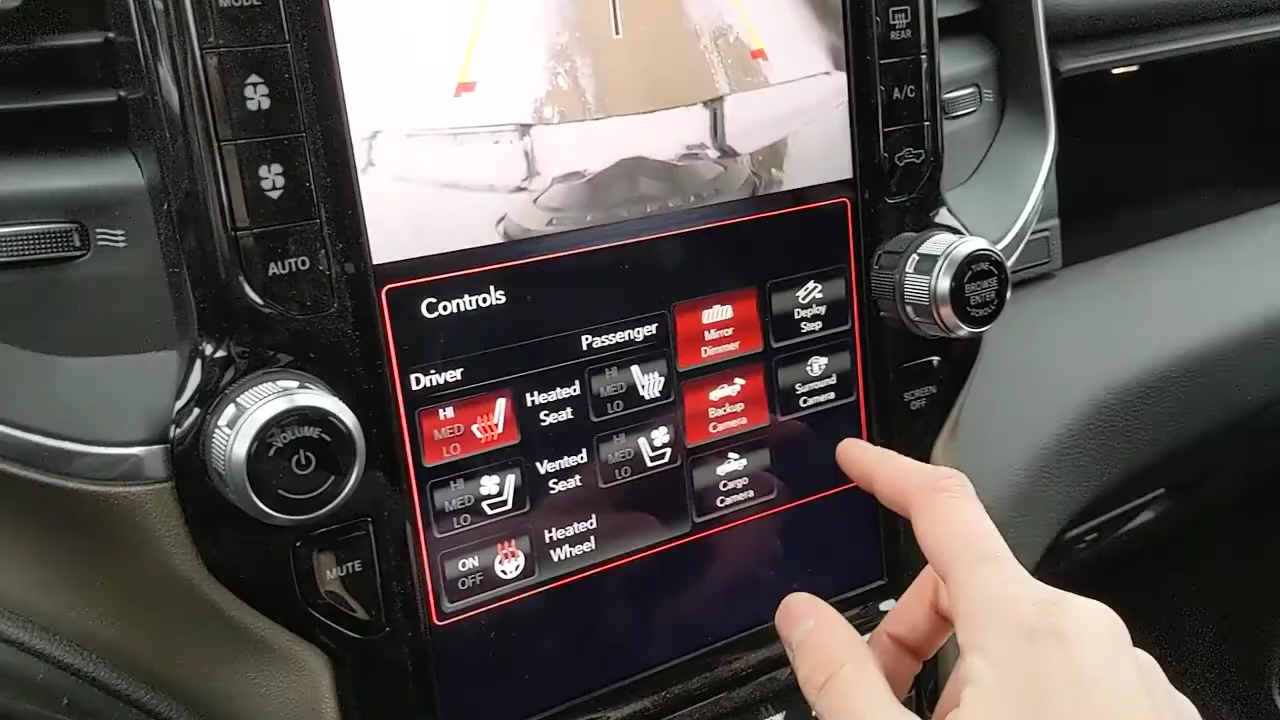 MODE
AUTO
VOLUME
MUTE
REAR
A/C
TUNE
BROWSE
ENTER
SCROLL
SCREEN
OFF
Controls
Driver
Passenger
HI
MED
LO
Heated
Seat
HI
MED
LO
HI
MED
LO
Vented
Seat
HI
MED
LO
ON
OFF
Heated
Wheel
Mirror
Dimmer
Deploy
Step
Backup
Camera
Surround
Camera
Cargo
Camera